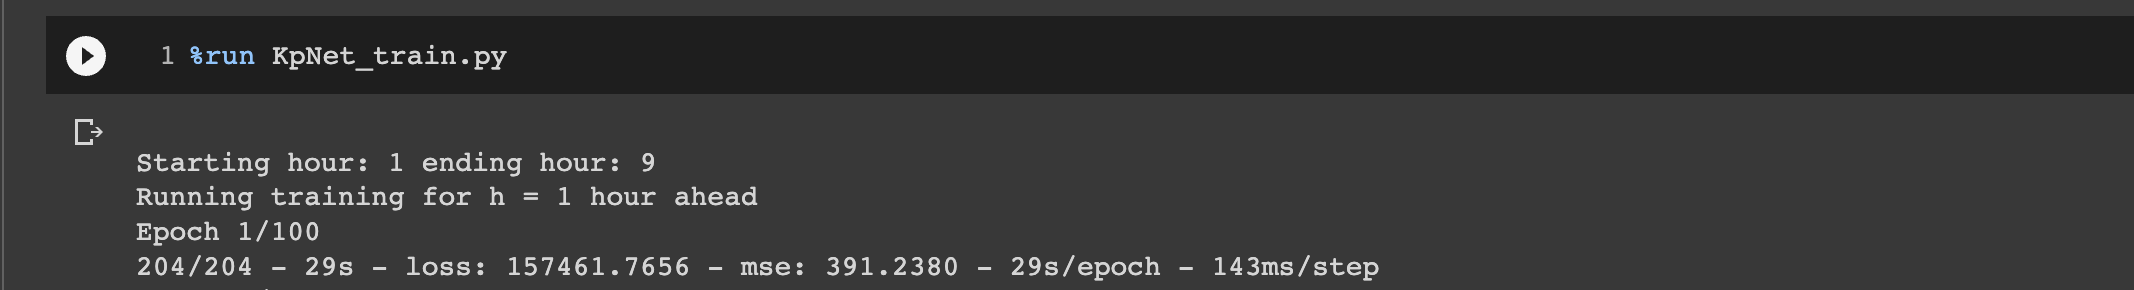 1 %run KpNet_train.py
Starting hour: 1 ending hour: 9
Running training for h = 1 hour ahead
Epoch 1/100
204/204 - 29s - loss: 157461.7656 - mse: 391.2380 - 29s/epoch - 143ms/step